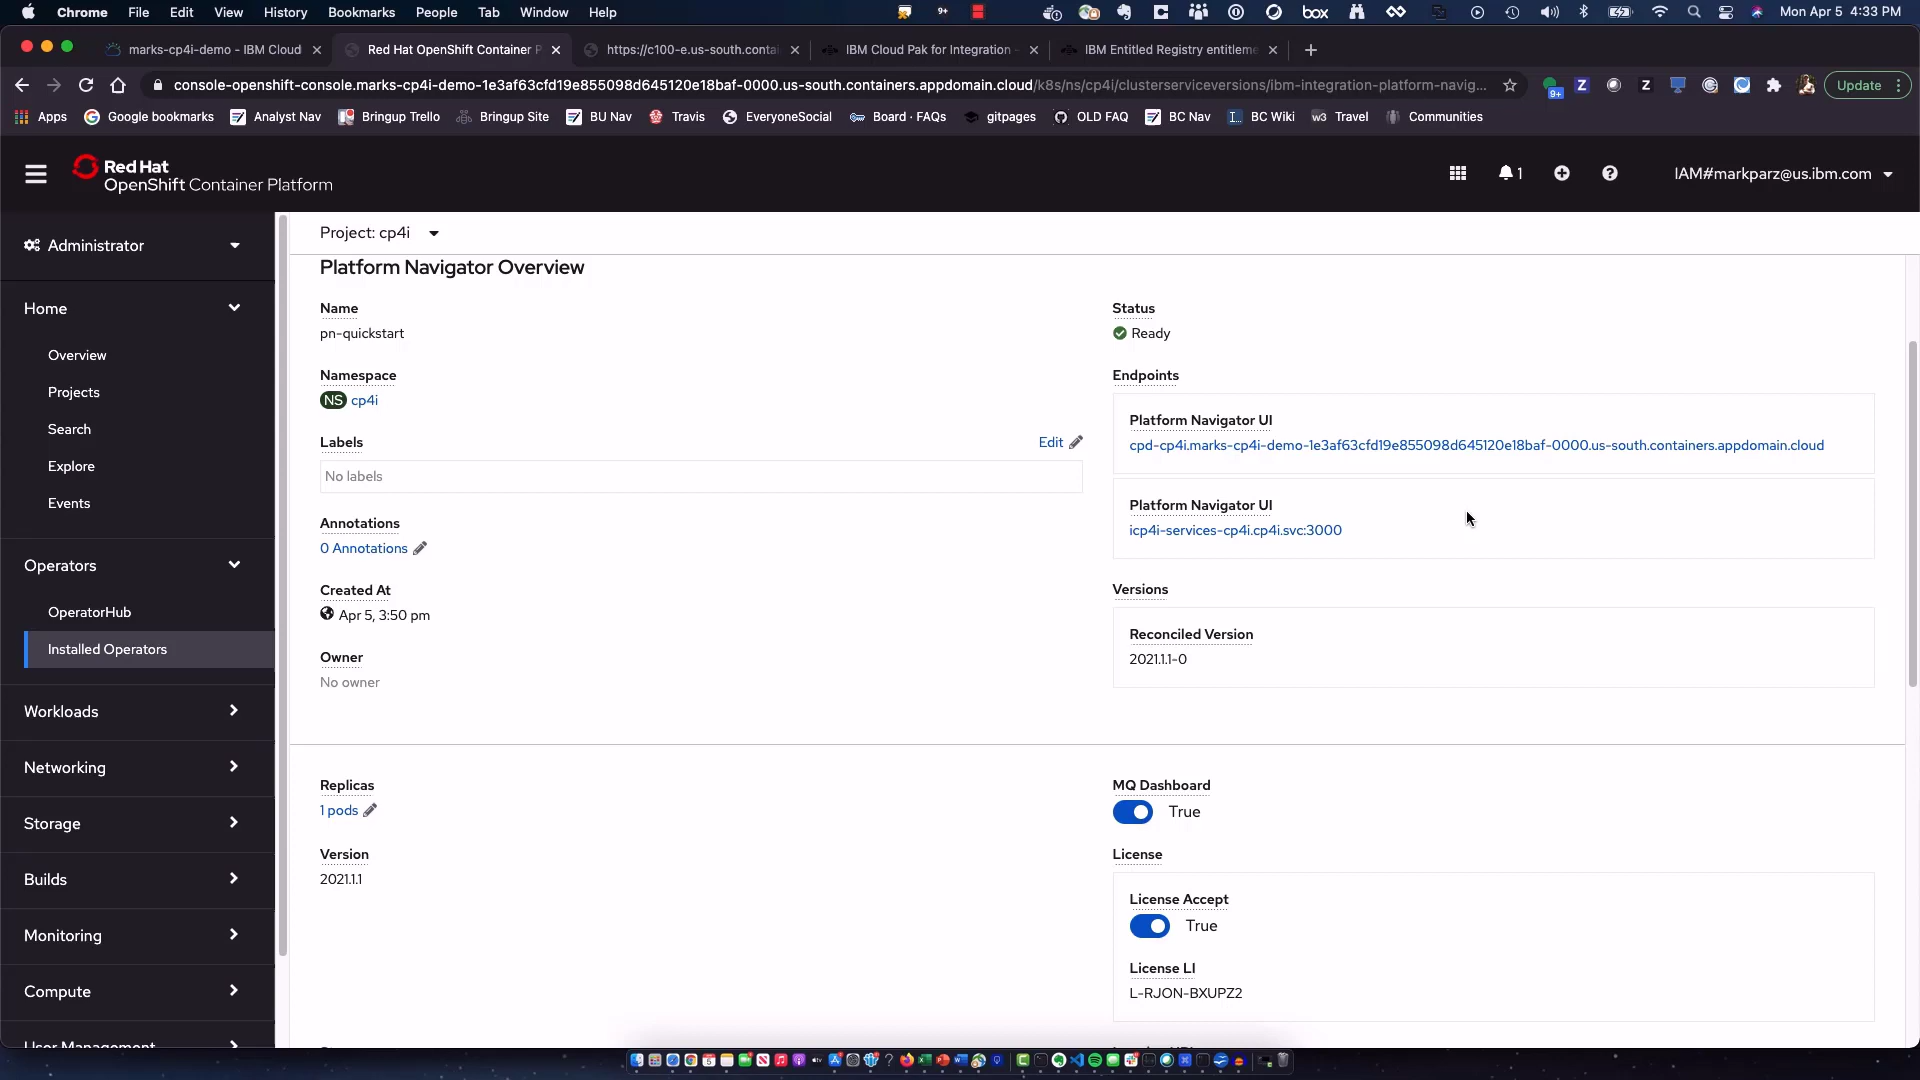 Chrome File Edit View History Bookmarks People Tab Window Help
9+
box
Mon Apr 5 4:33 PM
marks-cp4i-demo - IBM Cloud
Red Hat OpenShift Container P
https://c100-e.us-south.contai
IBM Cloud Pak for Integration -
IBM Entitled Registry entitleme
console-openshift-console.marks-cp4i-demo-1e3af63cfd19e855098d645120e18baf-0000.us-south.containers.appdomain.cloud/k8s/ns/cp4i/clusterserviceversions/ibm-integration-platform-navig...
9+
Update
Apps Google bookmarks Analyst Nav Bringup Trello Bringup Site BU Nav Travis EveryoneSocial Board · FAQs gitpages OLD FAQ BC Nav BC Wiki w3 Travel Communities
Red Hat
OpenShift Container Platform
1
IAM#markparz@us.ibm.com
Administrator
Home
Overview
Projects
Search
Explore
Events
Operators
OperatorHub
Installed Operators
Workloads
Networking
Storage
Builds
Monitoring
Compute
User Management
Project: cp4i
Platform Navigator Overview
Name
pn-quickstart
Namespace
NS cp4i
Labels
Edit
No labels
Annotations
0 Annotations
Created At
Apr 5, 3:50 pm
Owner
No owner
Status
Ready
Endpoints
Platform Navigator UI
cpd-cp4i.marks-cp4i-demo-1e3af63cfd19e855098d645120e18baf-0000.us-south.containers.appdomain.cloud
Platform Navigator UI
icp4i-services-cp4i.cp4i.svc:3000
Versions
Reconciled Version
2021.1.1-0
Replicas
1 pods
Version
2021.1.1
MQ Dashboard
True
License
License Accept
True
License LI
L-RJON-BXUPZ2